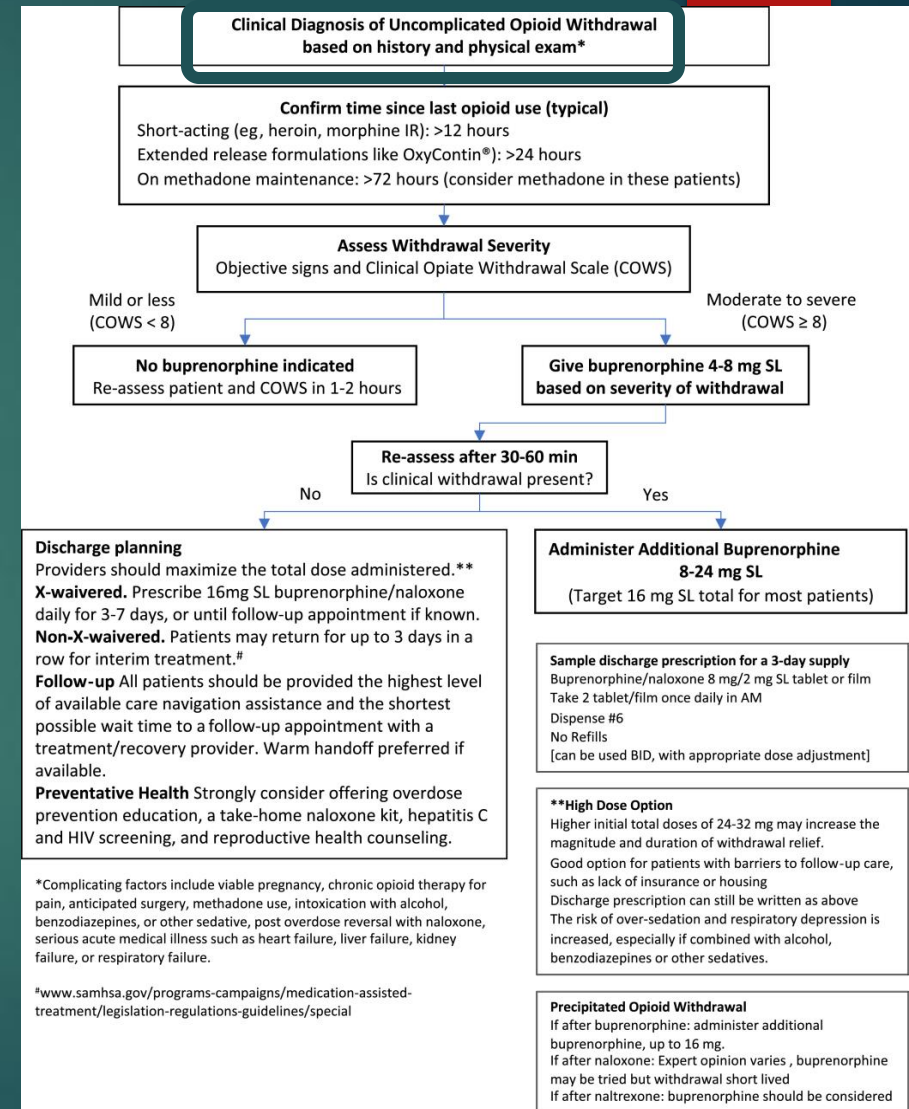 Clinical Diagnosis of Uncomplicated Opioid Withdrawal
based on history and physical exam*
Confirm time since last opioid use (typical)
Short-acting (eg, heroin, morphine IR): >12 hours
Extended release formulations like OxyContin®): >24 hours
On methadone maintenance: >72 hours (consider methadone in these patients)
Assess Withdrawal Severity
Objective signs and Clinical Opiate Withdrawal Scale (COWS)
Mild or less
(COWS < 8)
Moderate to severe
(COWS ≥ 8)
No buprenorphine indicated
Re-assess patient and COWS in 1-2 hours
Give buprenorphine 4-8 mg SL
based on severity of withdrawal
Re-assess after 30-60 min
Is clinical withdrawal present?
No
Yes
Discharge planning
Providers should maximize the total dose administered.**
X-waivered. Prescribe 16mg SL buprenorphine/naloxone
daily for 3-7 days, or until follow-up appointment if known.
Non-X-waivered. Patients may return for up to 3 days in a
row for interim treatment.#
Follow-up All patients should be provided the highest level
of available care navigation assistance and the shortest
possible wait time to a follow-up appointment with a
treatment/recovery provider. Warm handoff preferred if
available.
Preventative Health Strongly consider offering overdose
prevention education, a take-home naloxone kit, hepatitis C
and HIV screening, and reproductive health counseling.
Administer Additional Buprenorphine
8-24 mg SL
(Target 16 mg SL total for most patients)
Sample discharge prescription for a 3-day supply
Buprenorphine/naloxone 8 mg/2 mg SL tablet or film
Take 2 tablet/film once daily in AM
Dispense #6
No Refills
[can be used BID, with appropriate dose adjustment]
**High Dose Option
Higher initial total doses of 24-32 mg may increase the
magnitude and duration of withdrawal relief.
Good option for patients with barriers to follow-up care,
such as lack of insurance or housing
Discharge prescription can still be written as above
The risk of over-sedation and respiratory depression is
increased, especially if combined with alcohol,
benzodiazepines or other sedatives.
*Complicating factors include viable pregnancy, chronic opioid therapy for
pain, anticipated surgery, methadone use, intoxication with alcohol,
benzodiazepines, or other sedative, post overdose reversal with naloxone,
serious acute medical illness such as heart failure, liver failure, kidney
failure, or respiratory failure.
#www.samhsa.gov/programs-campaigns/medication-assisted-
treatment/legislation-regulations-guidelines/special
Precipitated Opioid Withdrawal
If after buprenorphine: administer additional
buprenorphine, up to 16 mg.
If after naloxone: Expert opinion varies , buprenorphine
may be tried but withdrawal short lived
If after naltrexone: buprenorphine should be considered